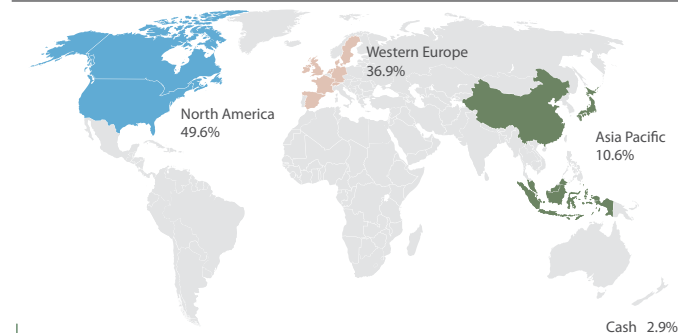 Western Europe
36.9%
North America
49.6%
Asia Pacific
10.6%
Cash 2.9%